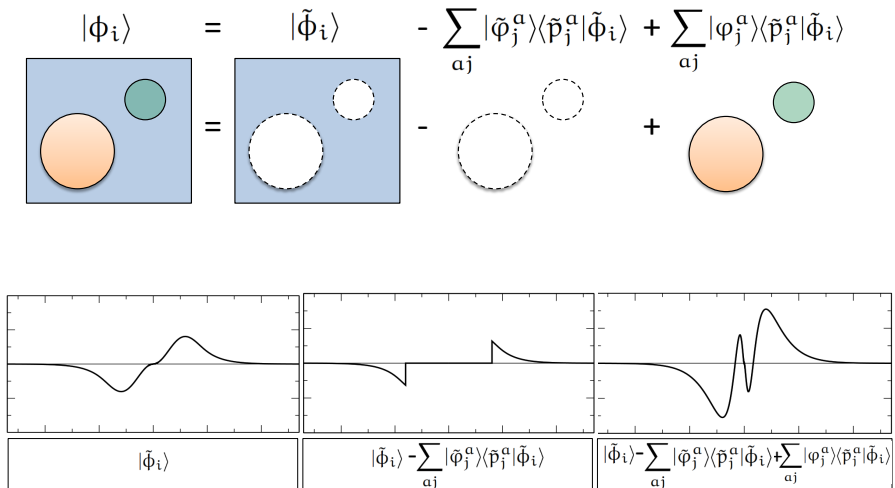 |ϕᵢ⟩ = |ϕ̃ᵢ⟩ - ∑ₐⱼ |φ̃ⱼᵃ⟩⟨p̃ⱼᵃ|ϕ̃ᵢ⟩ + ∑ₐⱼ |φⱼᵃ⟩⟨p̃ⱼᵃ|ϕ̃ᵢ⟩
= - +
|ϕ̃ᵢ⟩
|ϕ̃ᵢ⟩ - ∑ₐⱼ |φ̃ⱼᵃ⟩⟨p̃ⱼᵃ|ϕ̃ᵢ⟩
|ϕ̃ᵢ⟩ - ∑ₐⱼ |φ̃ⱼᵃ⟩⟨p̃ⱼᵃ|ϕ̃ᵢ⟩ + ∑ₐⱼ |φⱼᵃ⟩⟨p̃ⱼᵃ|ϕ̃ᵢ⟩